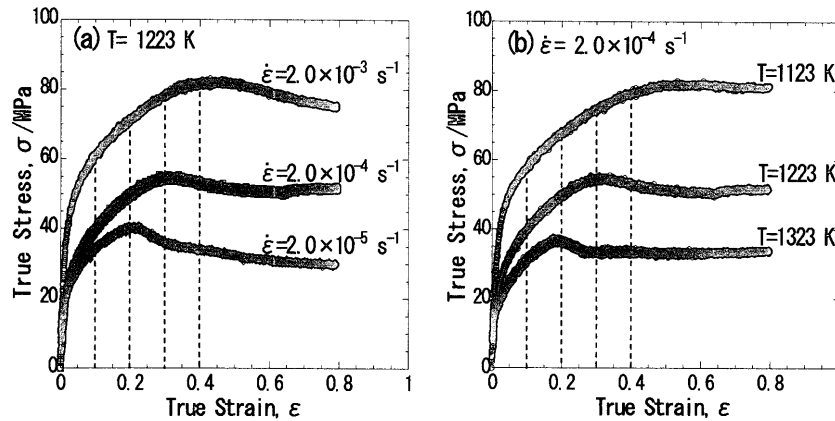 (a) T= 1223 K
ε̇=2.0×10⁻³ s⁻¹
ε̇=2.0×10⁻⁴ s⁻¹
ε̇=2.0×10⁻⁵ s⁻¹
True Stress, σ /MPa
100
80
60
40
20
0
0 0.2 0.4 0.6 0.8 1
True Strain, ε
(b) ε̇= 2.0×10⁻⁴ s⁻¹
T=1123 K
T=1223 K
T=1323 K
True Stress, σ /MPa
100
80
60
40
20
0
0 0.2 0.4 0.6 0.8 1
True Strain, ε